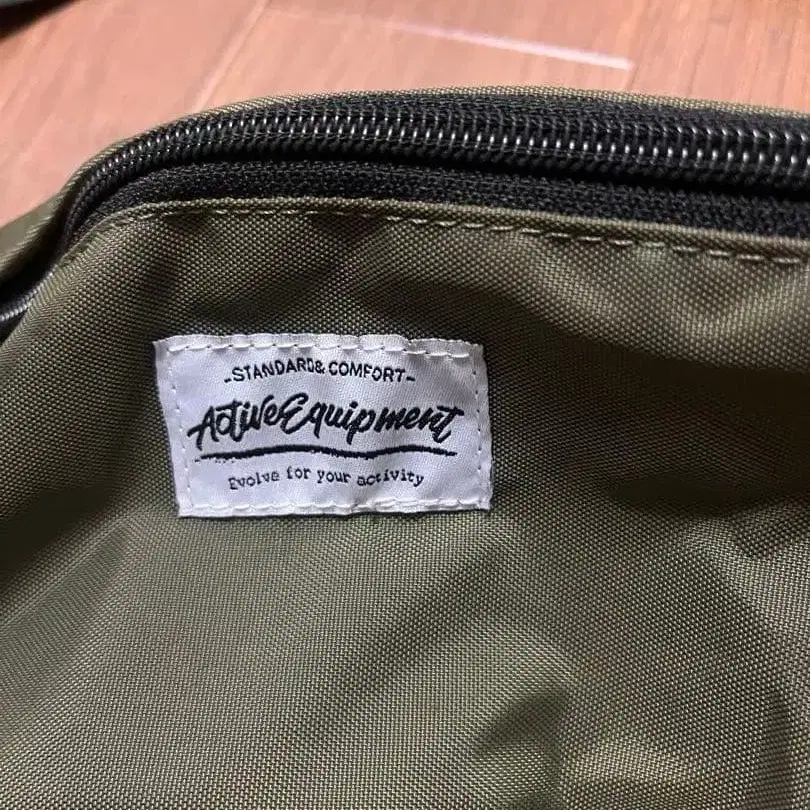 -STANDARD& COMFORT-
ActiveEquipment
Evolve for your activity